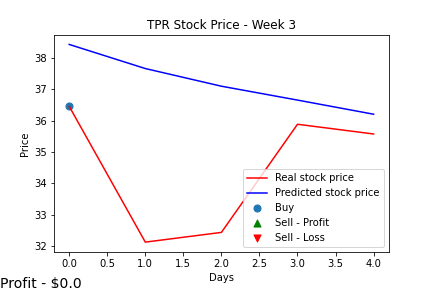 TPR Stock Price - Week 3
Price
38
37
36
35
34
33
32
Real stock price
Predicted stock price
Buy
Sell - Profit
Sell - Loss
0.0 0.5 1.0 1.5 2.0 2.5 3.0 3.5 4.0
Days
Profit - $0.0